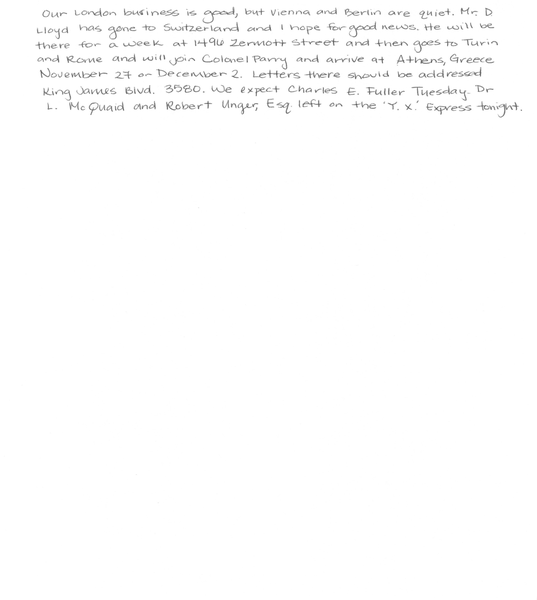 Our London business is good, but Vienna and Berlin are quiet. Mr. D
Lloyd has gone to Switzerland and I hope for good news. He will be
there for a week at 1496 Zermott Street and then goes to Turin
and Rome and will join Colonel Parry and arrive at Athens, Greece
November 27 or December 2. Letters there should be addressed
King James Blvd. 3580. We expect Charles E. Fuller Tuesday. Dr
L. McQuaid and Robert Unger, Esq. left on the 'Y. X.' Express tonight.